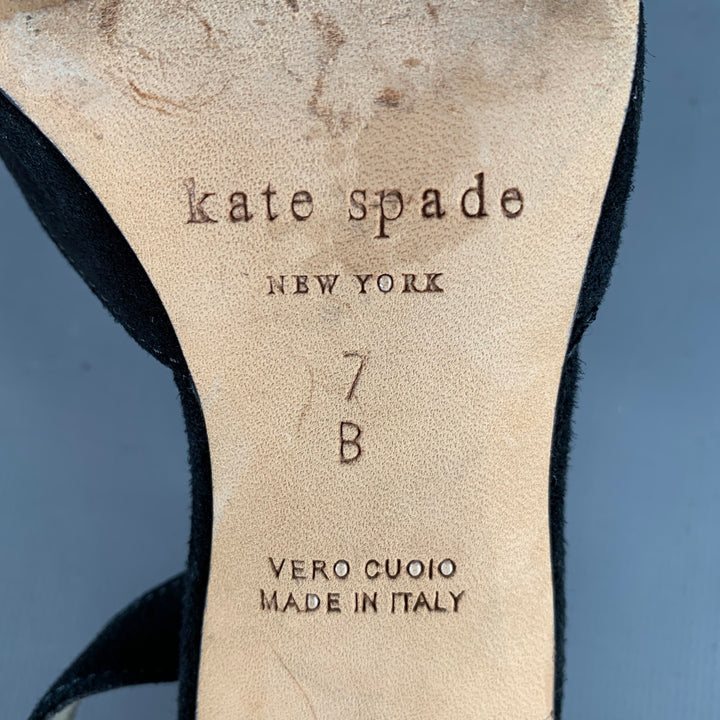 kate spade
NEW YORK
7
B
VERO CUOIO
MADE IN ITALY